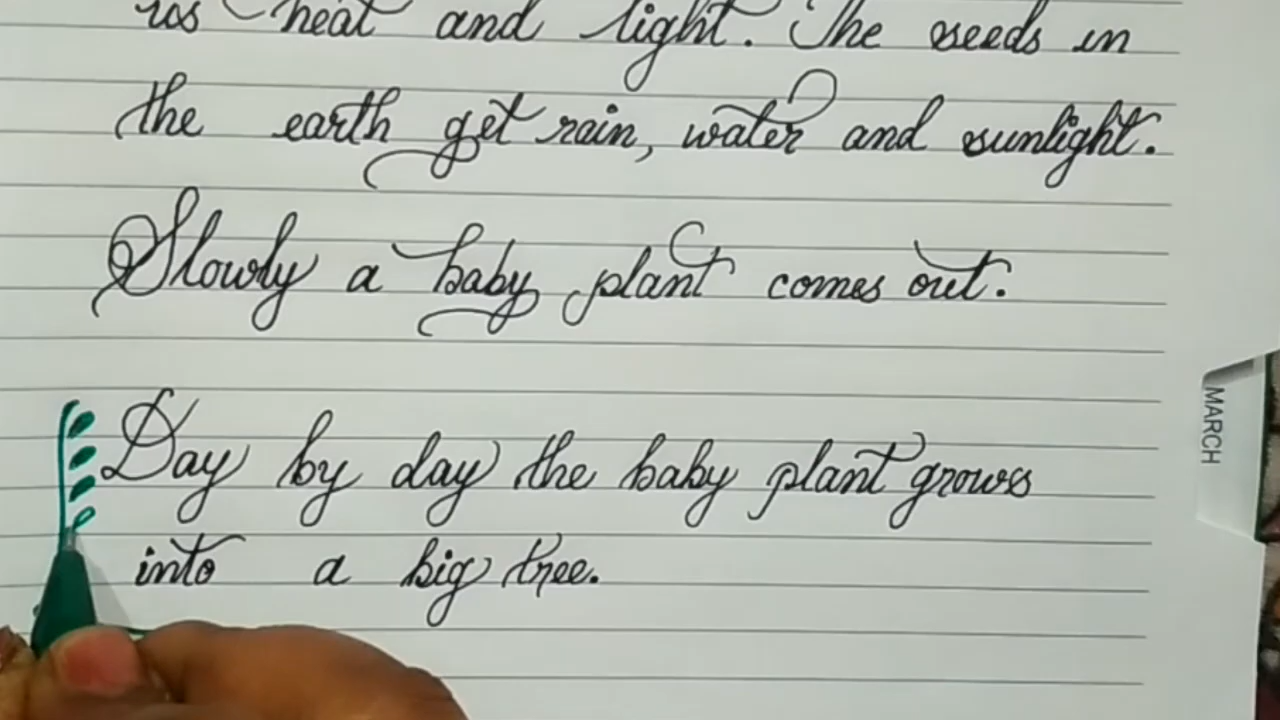 us heat and light. The seeds in
the earth get rain, water and sunlight.
Slowly a baby plant comes out.
Day by day the baby plant grows
into a big tree.
MARCH